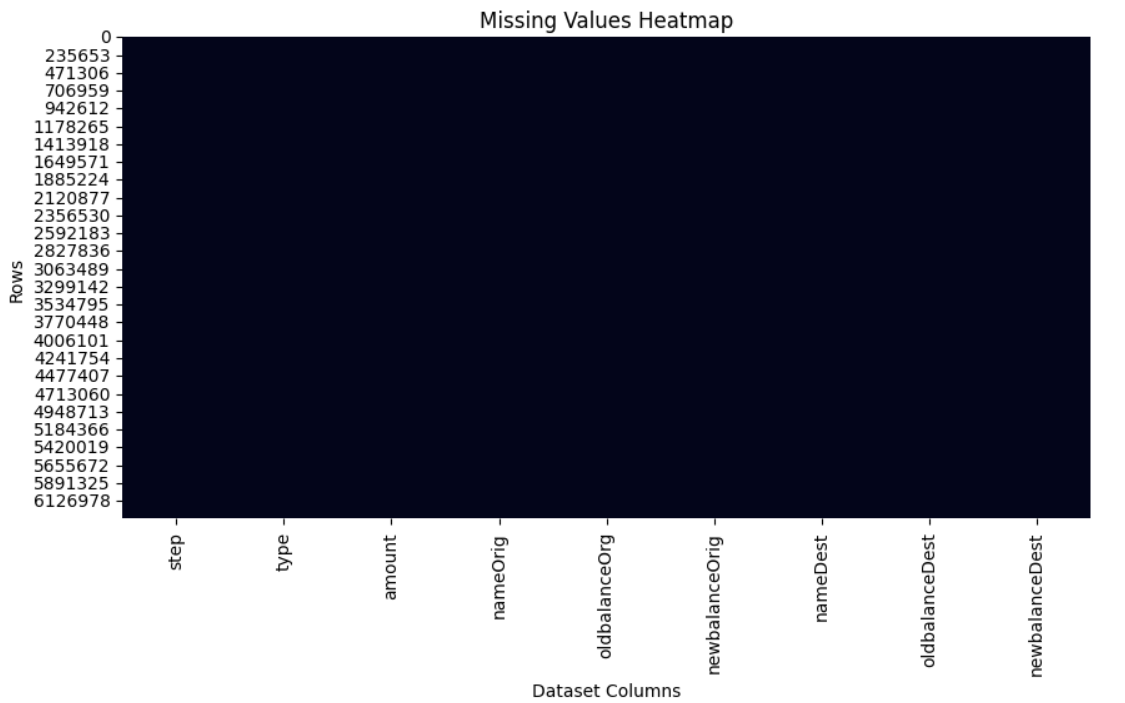 Missing Values Heatmap
0
235653
471306
706959
942612
1178265
1413918
1649571
1885224
2120877
2356530
2592183
2827836
3063489
3299142
3534795
3770448
4006101
4241754
4477407
4713060
4948713
5184366
5420019
5655672
5891325
6126978
Rows
step
type
amount
nameOrig
oldbalanceOrg
newbalanceOrig
nameDest
oldbalanceDest
newbalanceDest
Dataset Columns